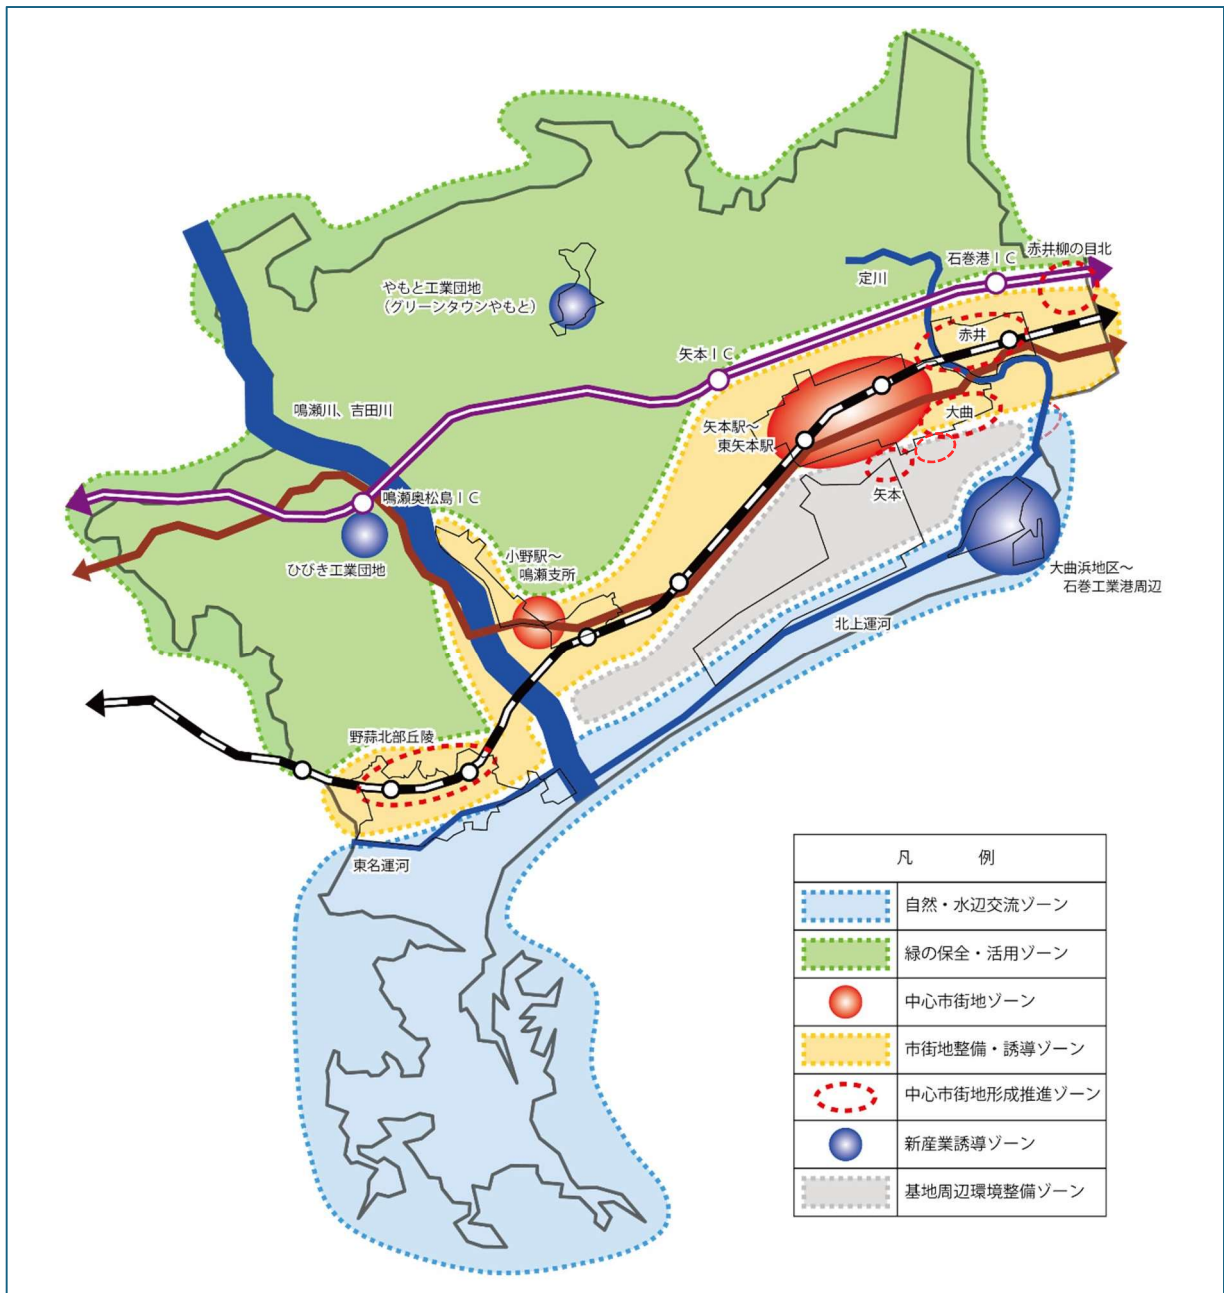 赤井柳の目北
石巻港ＩＣ
定川
やもと工業団地
（グリーンタウンやもと）
赤井
矢本ＩＣ
鳴瀬川、吉田川
大曲
矢本駅～
東矢本駅
矢本
鳴瀬奥松島ＩＣ
小野駅～
鳴瀬支所
ひびき工業団地
大曲浜地区～
石巻工業港周辺
北上運河
野蒜北部丘陵
東名運河
凡　例
自然・水辺交流ゾーン
緑の保全・活用ゾーン
中心市街地ゾーン
市街地整備・誘導ゾーン
中心市街地形成推進ゾーン
新産業誘導ゾーン
基地周辺環境整備ゾーン